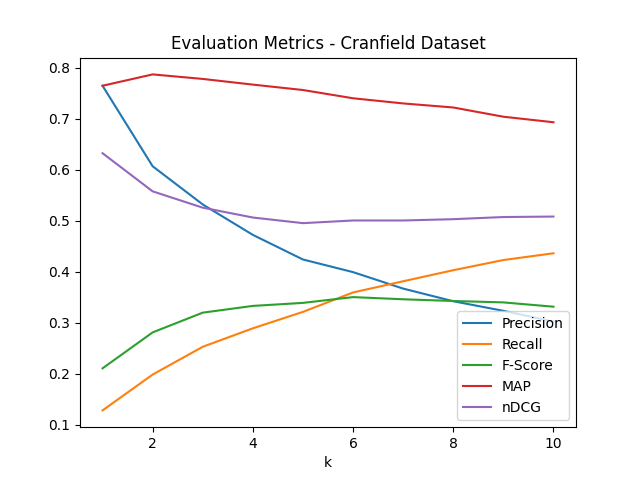 Evaluation Metrics - Cranfield Dataset
0.8
0.7
0.6
0.5
0.4
0.3
0.2
0.1
2 4 6 8 10
k
Precision
Recall
F-Score
MAP
nDCG